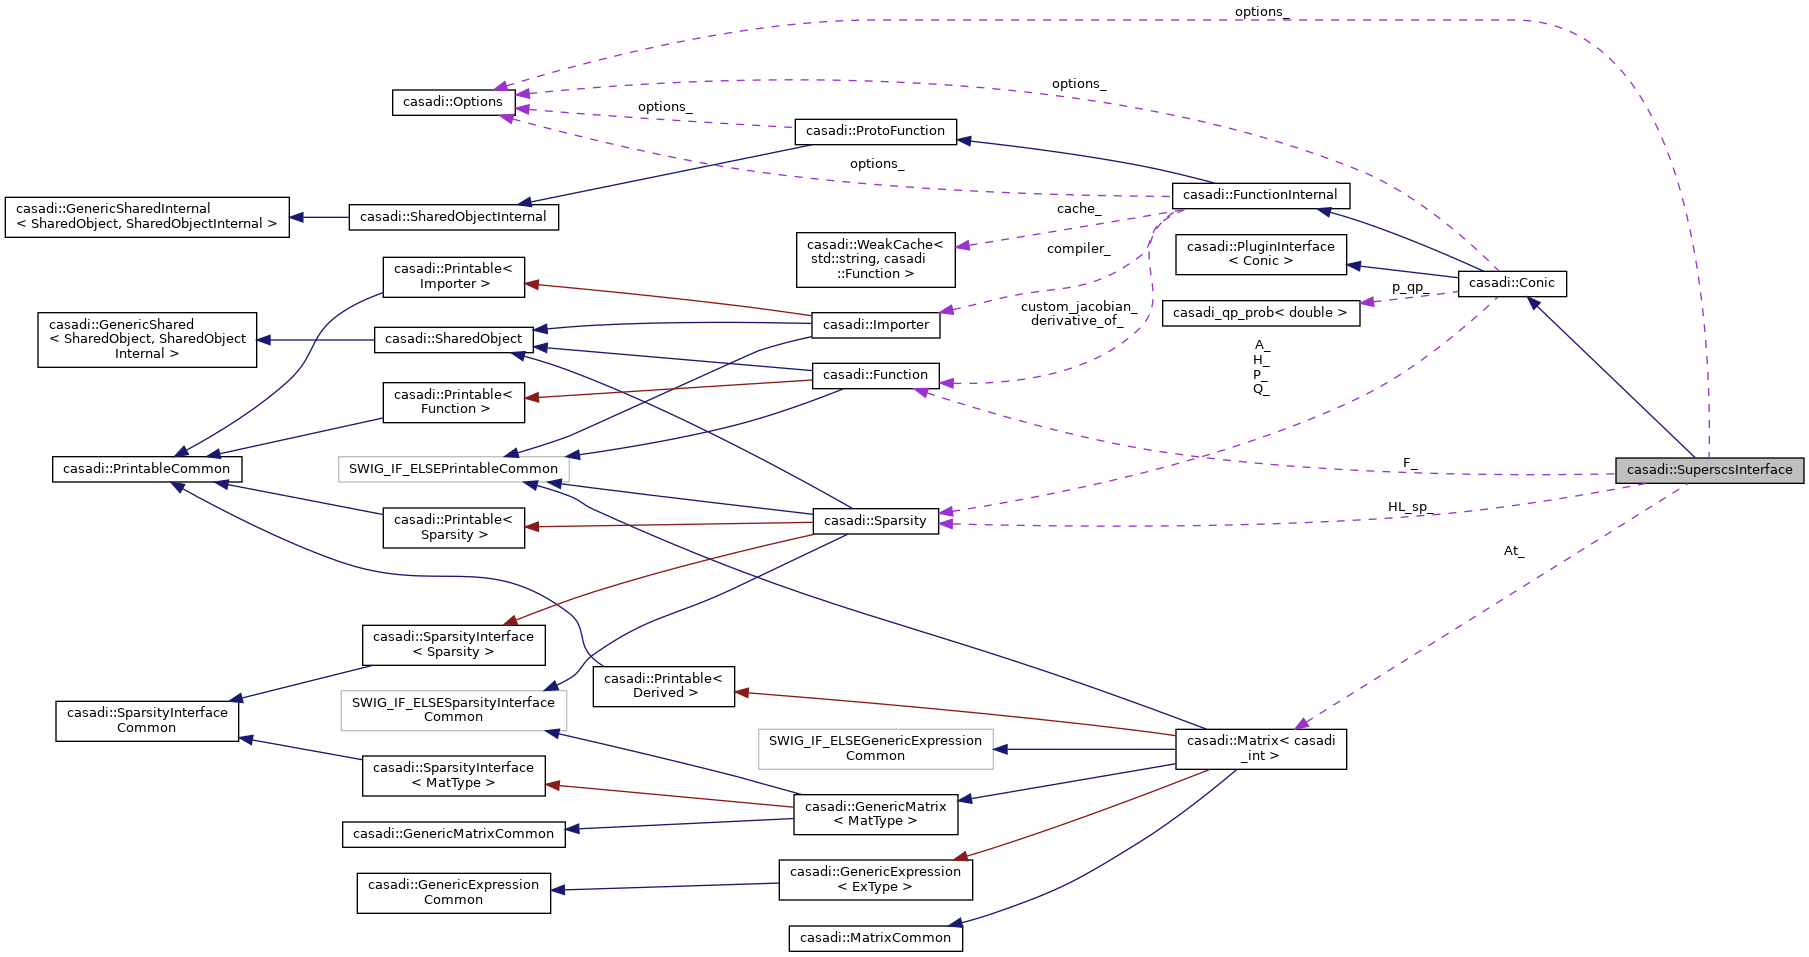 options_
options_
casadi::Options
options_
casadi::ProtoFunction
options_
casadi::FunctionInternal
casadi::GenericSharedInternal
< SharedObject, SharedObjectInternal >
casadi::SharedObjectInternal
cache_
casadi::WeakCache<
std::string, casadi
::Function >
compiler_
casadi::PluginInterface
< Conic >
casadi::Conic
p_qp_
casadi::Printable<
Importer >
custom_jacobian_
derivative_of_
casadi_qp_prob< double >
casadi::GenericShared
< SharedObject, SharedObject
Internal >
casadi::SharedObject
casadi::Importer
A_
H_
P_
Q_
casadi::Function
casadi::Printable<
Function >
casadi::PrintableCommon
SWIG_IF_ELSEPrintableCommon
F_
casadi::SuperscsInterface
HL_sp_
casadi::Printable<
Sparsity >
casadi::Sparsity
At_
casadi::SparsityInterface
< Sparsity >
casadi::Printable<
Derived >
casadi::SparsityInterface
Common
SWIG_IF_ELSESparsityInterface
Common
SWIG_IF_ELSEGenericExpression
Common
casadi::Matrix< casadi
_int >
casadi::SparsityInterface
< MatType >
casadi::GenericMatrix
< MatType >
casadi::GenericMatrixCommon
casadi::GenericExpression
Common
casadi::GenericExpression
< ExType >
casadi::MatrixCommon